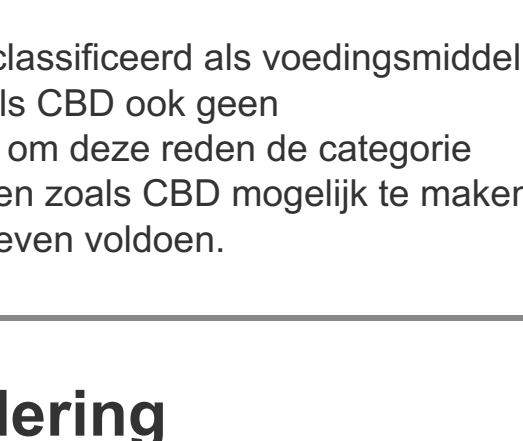 classificeerd als voedingsmiddel
ls CBD ook geen
om deze reden de categorie
en zoals CBD mogelijk te maken
even voldoen.
dering